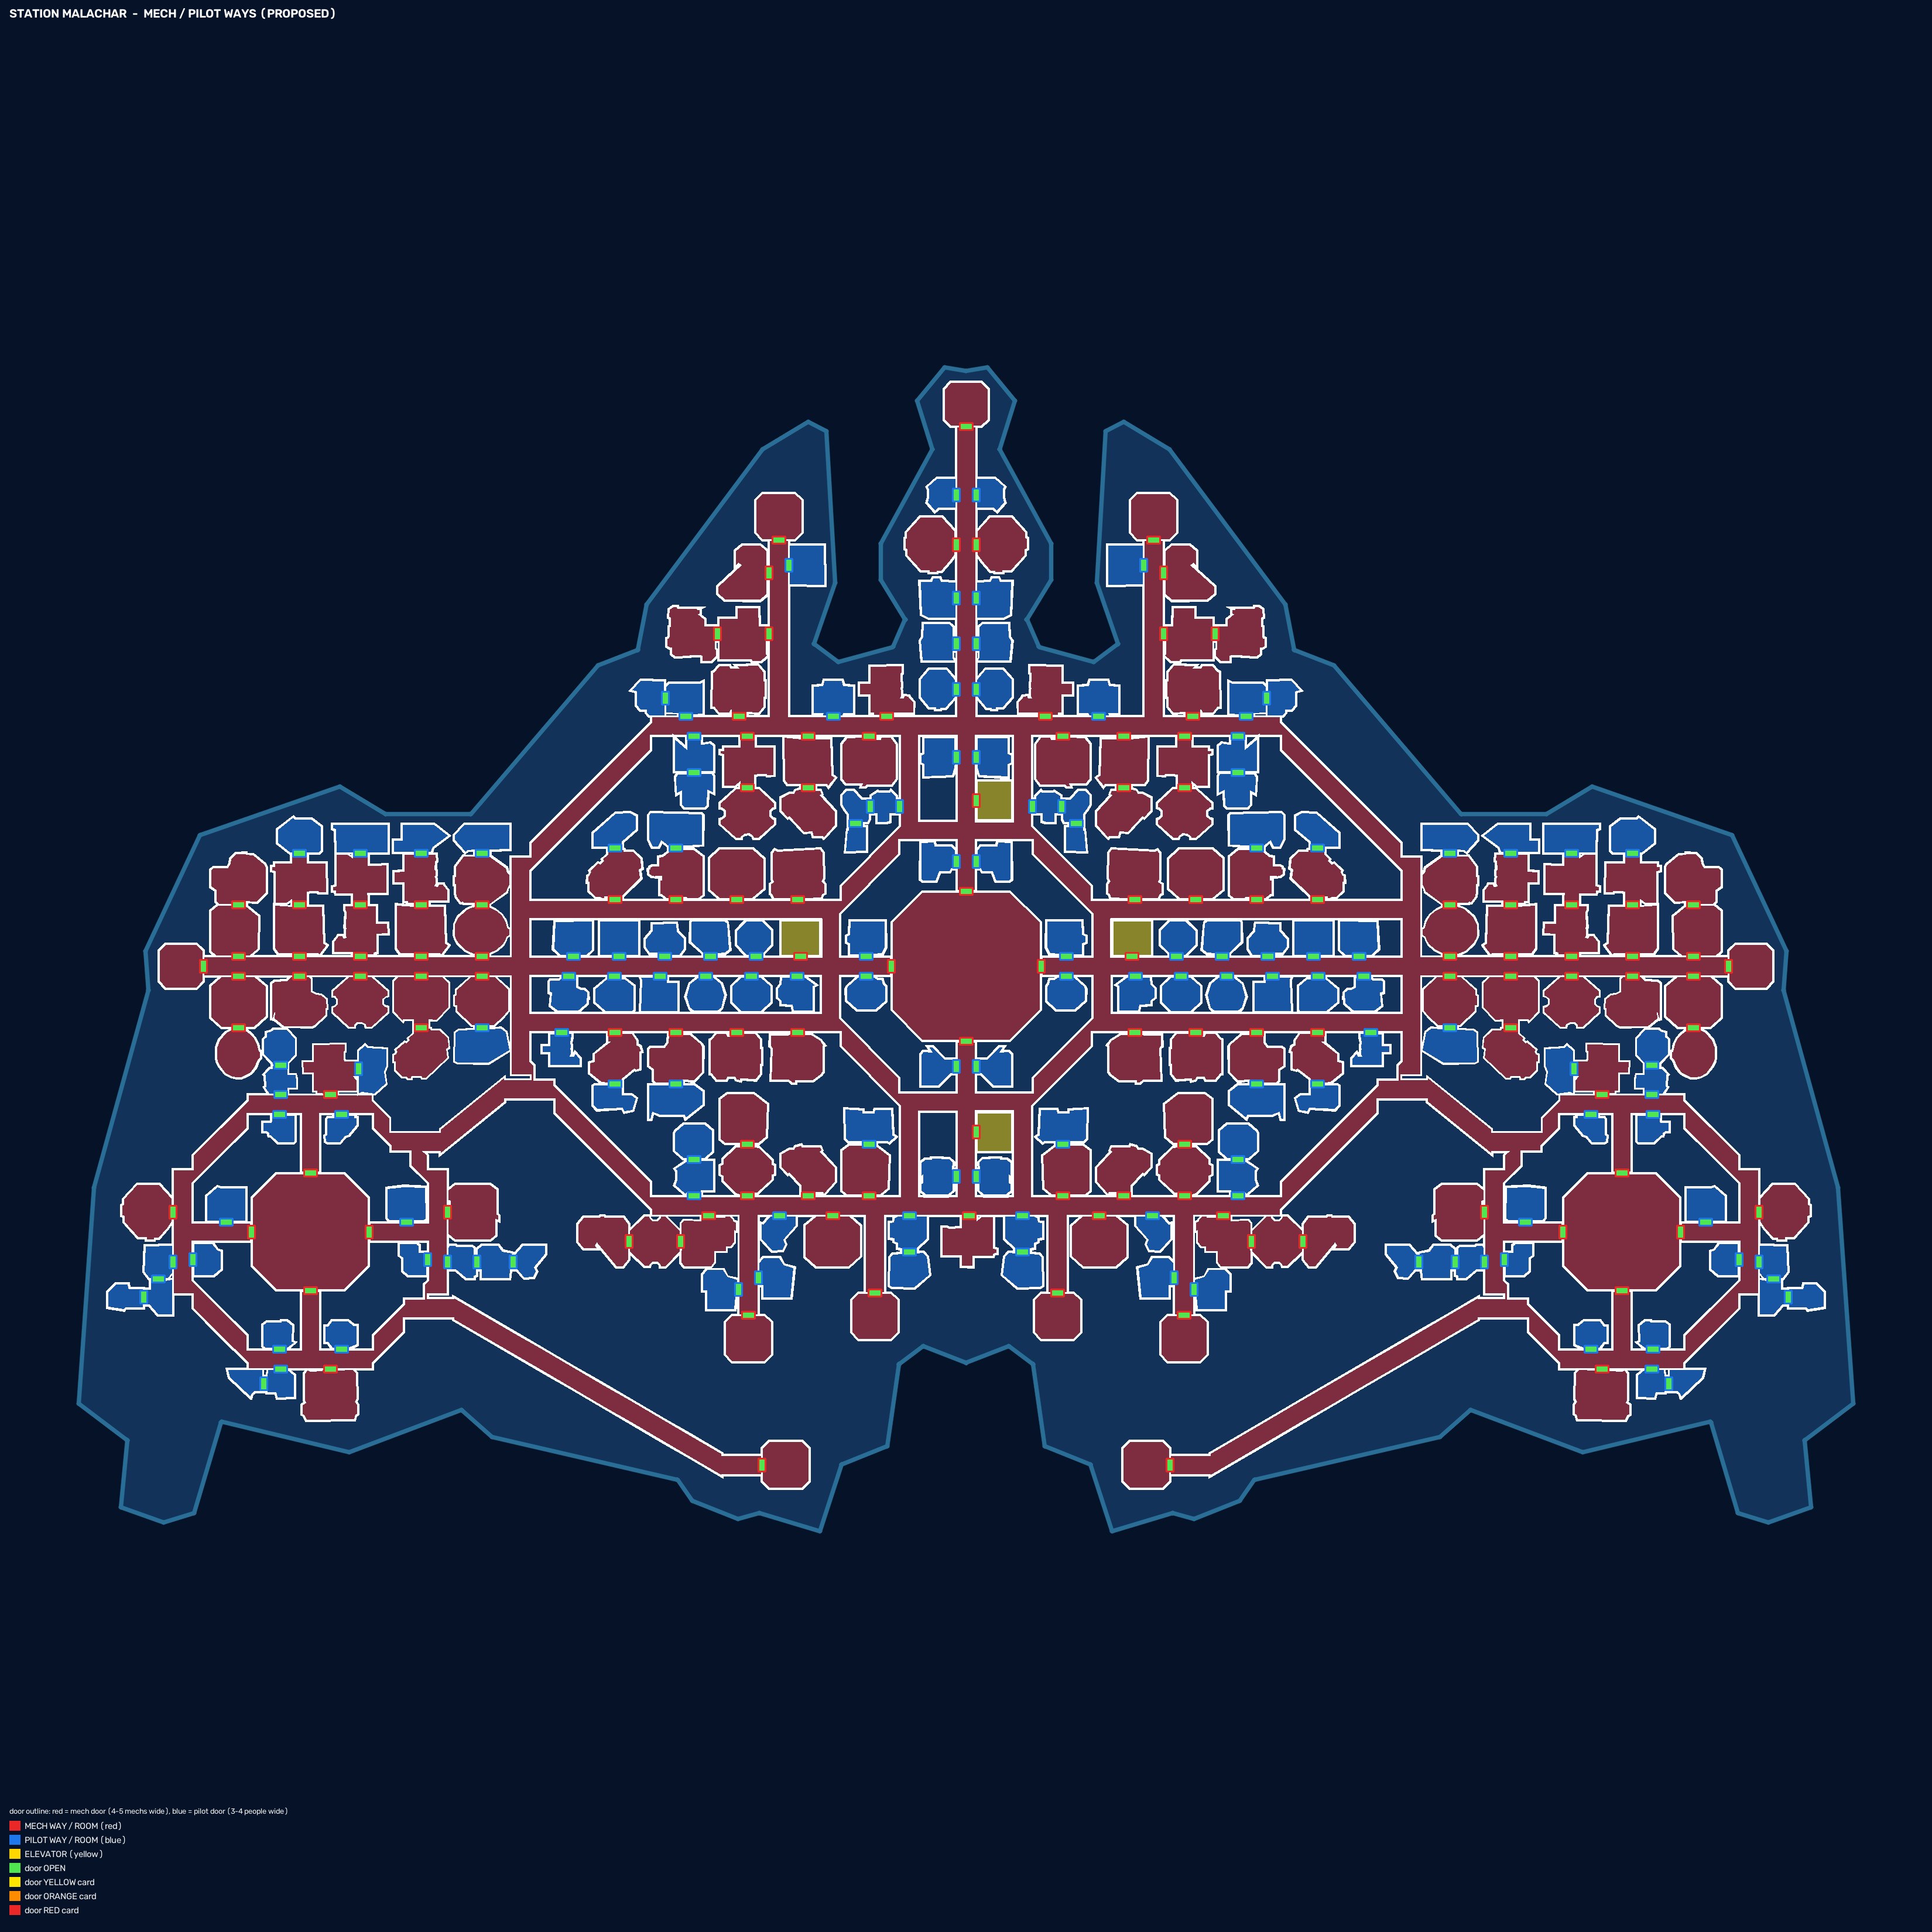 STATION MALACHAR - MECH / PILOT WAYS (PROPOSED)
door outline: red = mech door (4-5 mechs wide), blue = pilot door (3-4 people wide)
MECH WAY / ROOM (red)
PILOT WAY / ROOM (blue)
ELEVATOR (yellow)
door OPEN
door YELLOW card
door ORANGE card
door RED card